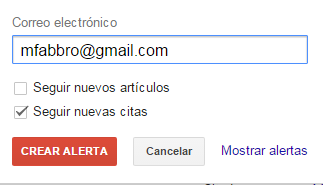 Correo electrónico
mfabbro@gmail.com
Seguir nuevos artículos
Seguir nuevas citas
CREAR ALERTA Cancelar Mostrar alertas